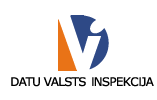 DATU VALSTS INSPEKCIJA